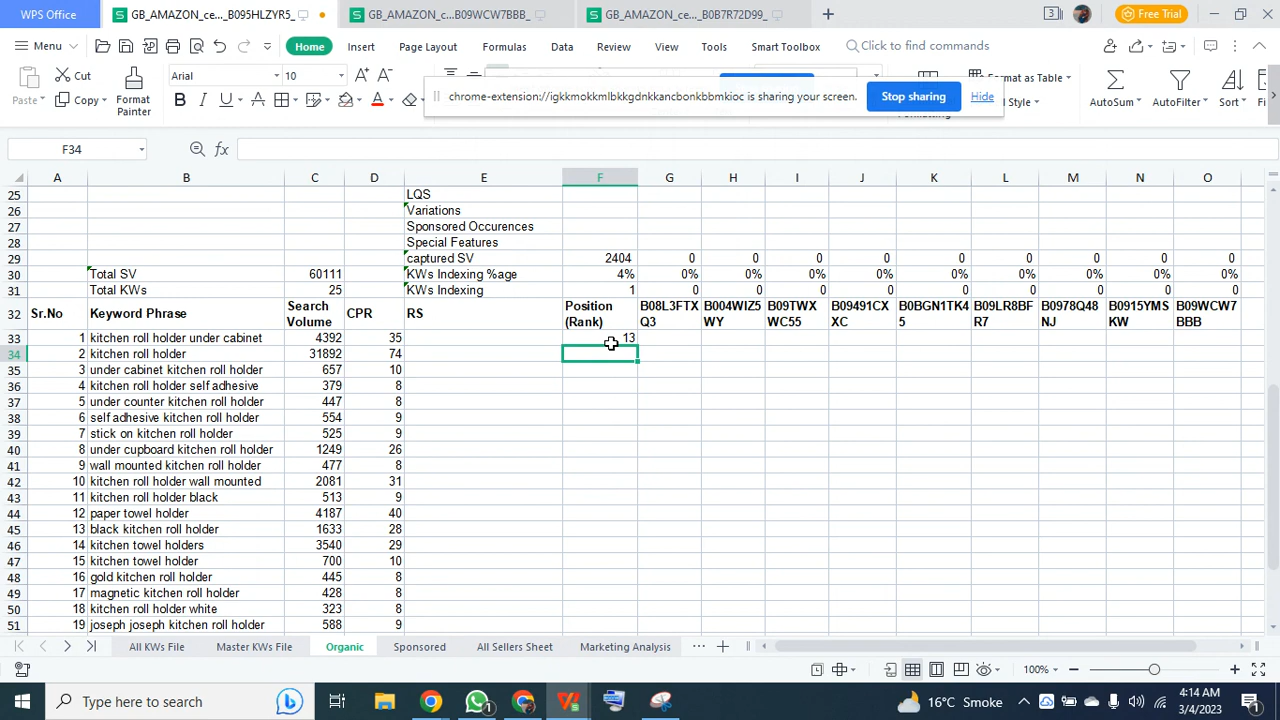 WPS Office GB_AMAZON_ce..._B095HLZYR5_ GB_AMAZON_ce...B09WCW7BBB_ GB_AMAZON_ce..._B0B7R72D99_ + 3 Free Trial
Menu Home Insert Page Layout Formulas Data Review View Tools Smart Toolbox Click to find commands
Cut Arial 10 A+ A- Format as Table
Paste Copy Format Painter B I U A A chrome-extension://igkkmokkmlbkkgdnkkancbonkbbmkioc is sharing your screen. Stop sharing Hide Style AutoSum AutoFilter Sort
F34 fx
A B C D E F G H I J K L M N O
25 LQS
26 Variations
27 Sponsored Occurences
28 Special Features
29 captured SV 2404 0 0 0 0 0 0 0 0 0
30 Total SV 60111 KWs Indexing %age 4% 0% 0% 0% 0% 0% 0% 0% 0% 0%
31 Total KWs 25 KWs Indexing 1 0 0 0 0 0 0 0 0 0
32 Sr.No Keyword Phrase Search Volume CPR RS Position (Rank) B08L3FTXQ3 B004WIZ5WY B09TWXWC55 B09491CXXC B0BGN1TK45 B09LR8BFR7 B0978Q48NJ B0915YMSKW B09WCW7BBB
33 1 kitchen roll holder under cabinet 4392 35 13
34 2 kitchen roll holder 31892 74
35 3 under cabinet kitchen roll holder 657 10
36 4 kitchen roll holder self adhesive 379 8
37 5 under counter kitchen roll holder 447 8
38 6 self adhesive kitchen roll holder 554 9
39 7 stick on kitchen roll holder 525 9
40 8 under cupboard kitchen roll holder 1249 26
41 9 wall mounted kitchen roll holder 477 8
42 10 kitchen roll holder wall mounted 2081 31
43 11 kitchen roll holder black 513 9
44 12 paper towel holder 4187 40
45 13 black kitchen roll holder 1633 28
46 14 kitchen towel holders 3540 29
47 15 kitchen towel holder 700 10
48 16 gold kitchen roll holder 445 8
49 17 magnetic kitchen roll holder 428 8
50 18 kitchen roll holder white 323 8
51 19 joseph joseph kitchen roll holder 588 9
All KWs File Master KWs File Organic Sponsored All Sellers Sheet Marketing Analysis ... +
100% - +
Type here to search 1 16°C Smoke 4:14 AM
3/4/2023